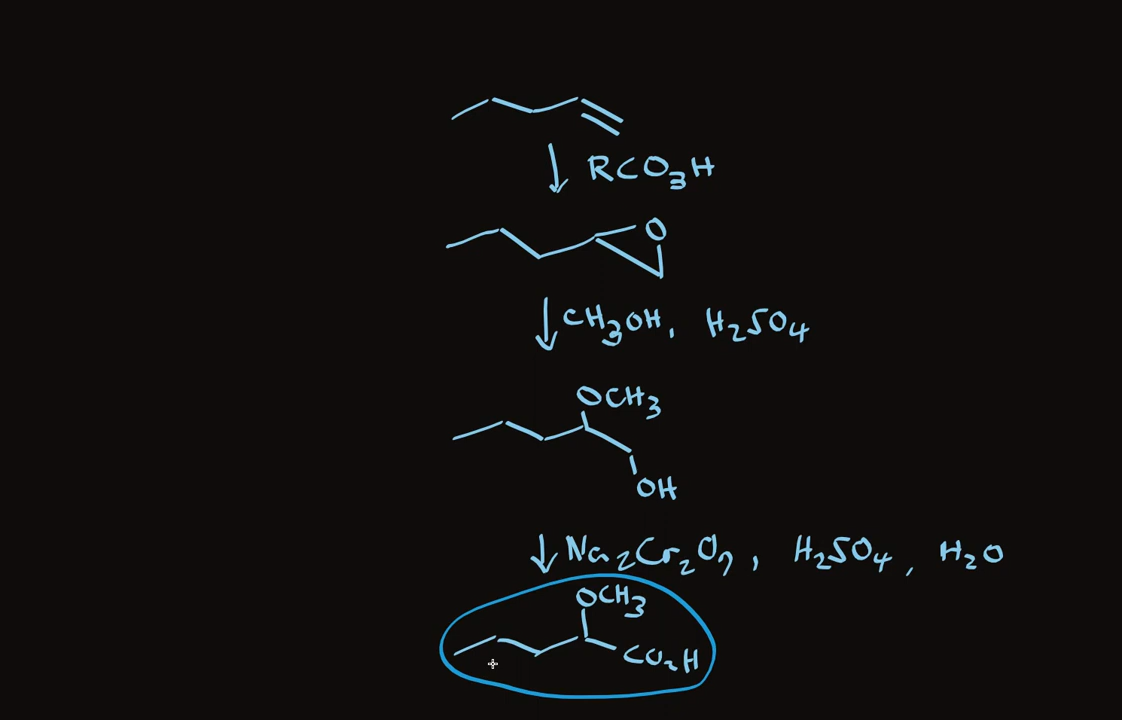 RCO3H
O
CH3OH, H2SO4
OCH3
OH
Na2Cr2O7, H2SO4, H2O
OCH3
CO2H